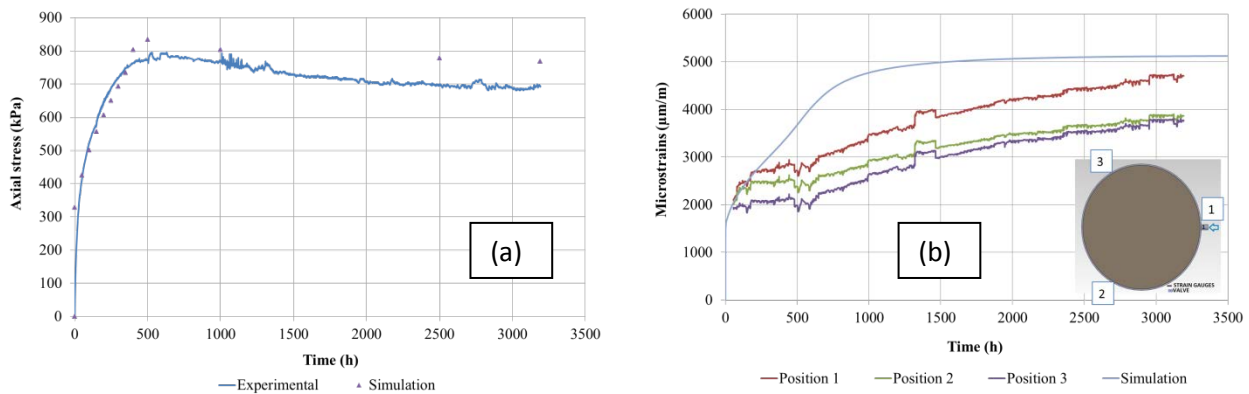 900
800
700
600
500
400
300
200
100
0
Axial stress (kPa)
(a)
0 500 1000 1500 2000 2500 3000 3500
Time (h)
Experimental Simulation
6000
5000
4000
3000
2000
1000
0
Microstrains (µm/m)
3
1
2
STRAIN GAUGES
VALVE
(b)
0 500 1000 1500 2000 2500 3000 3500
Time (h)
Position 1 Position 2 Position 3 Simulation